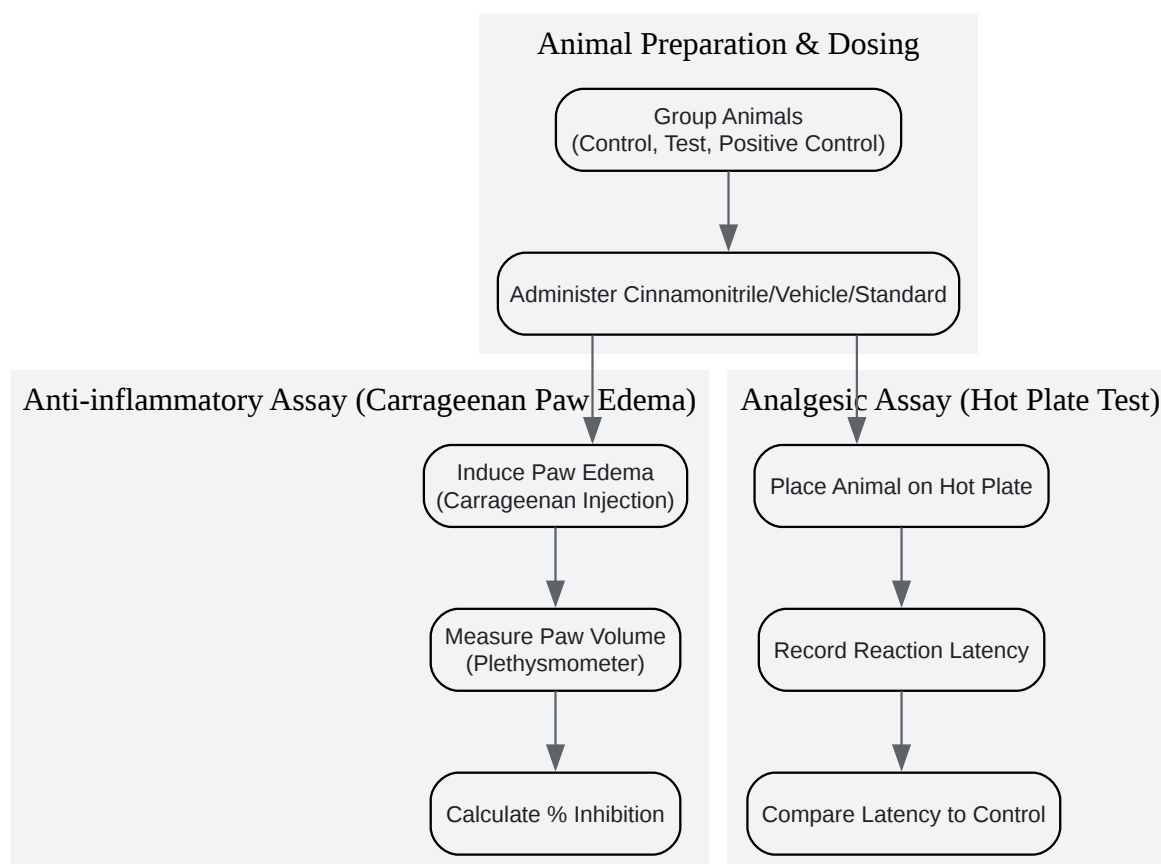 Animal Preparation & Dosing
Group Animals
(Control, Test, Positive Control)
Administer Cinnamonitrile/Vehicle/Standard
Anti-inflammatory Assay (Carrageenan Paw Edema)
Induce Paw Edema
(Carrageenan Injection)
Measure Paw Volume
(Plethysmometer)
Calculate % Inhibition
Analgesic Assay (Hot Plate Test)
Place Animal on Hot Plate
Record Reaction Latency
Compare Latency to Control